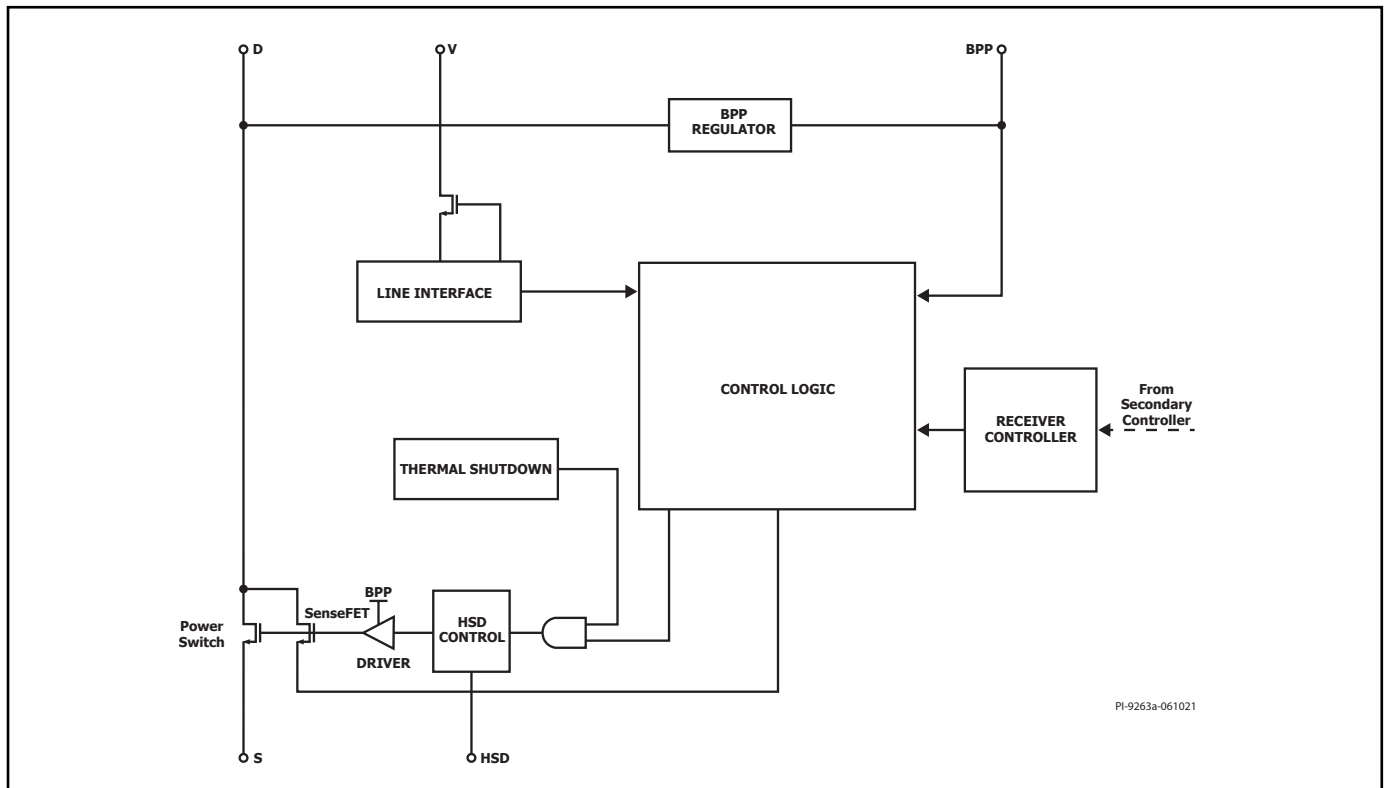 D
V
BPP
BPP
REGULATOR
LINE INTERFACE
CONTROL LOGIC
From
Secondary
Controller
RECEIVER
CONTROLLER
THERMAL SHUTDOWN
BPP
SenseFET
Power
Switch
HSD
CONTROL
DRIVER
PI-9263a-061021
S
HSD